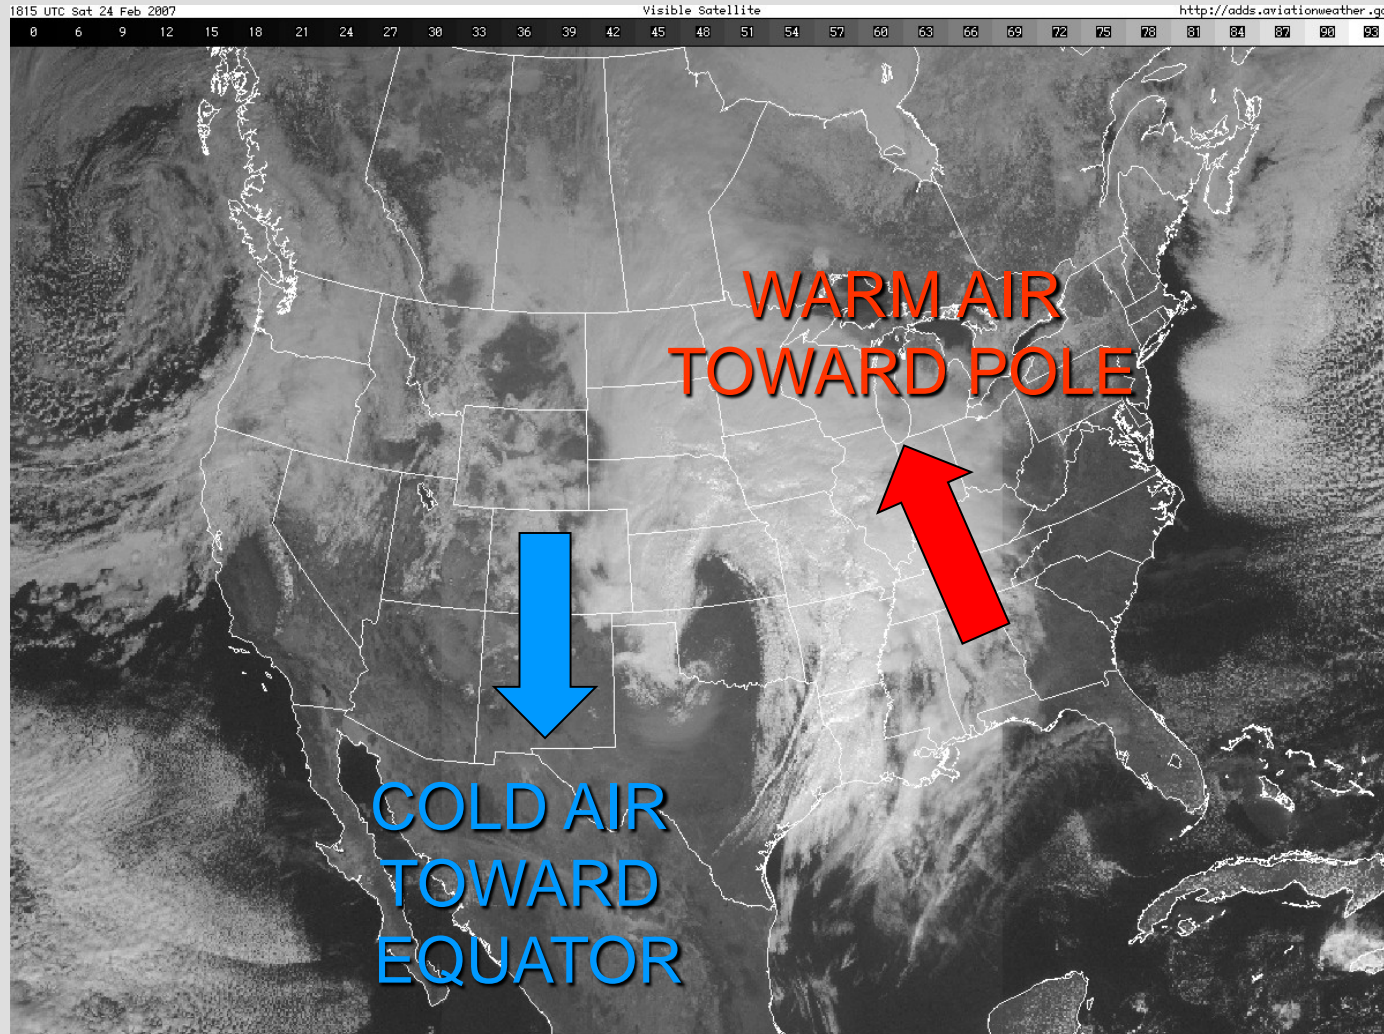 1815 UTC Sat 24 Feb 2007 Visible Satellite http://adds.aviationweather.go
0 6 9 12 15 18 21 24 27 30 33 36 39 42 45 48 51 54 57 60 63 66 69 72 75 78 81 84 87 90 93
WARM AIR
TOWARD POLE
COLD AIR
TOWARD
EQUATOR